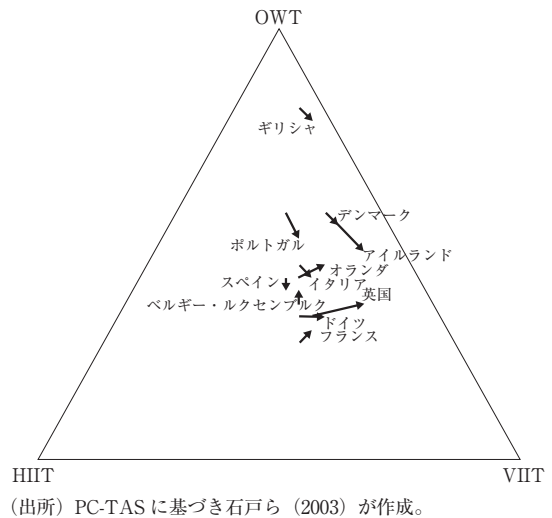 OWT
ギリシャ
デンマーク
ポルトガル
アイルランド
オランダ
スペイン
イタリア
英国
ベルギー・ルクセンブルク
ドイツ
フランス
HIIT
VIIT
(出所) PC-TAS に基づき石戸ら (2003) が作成。